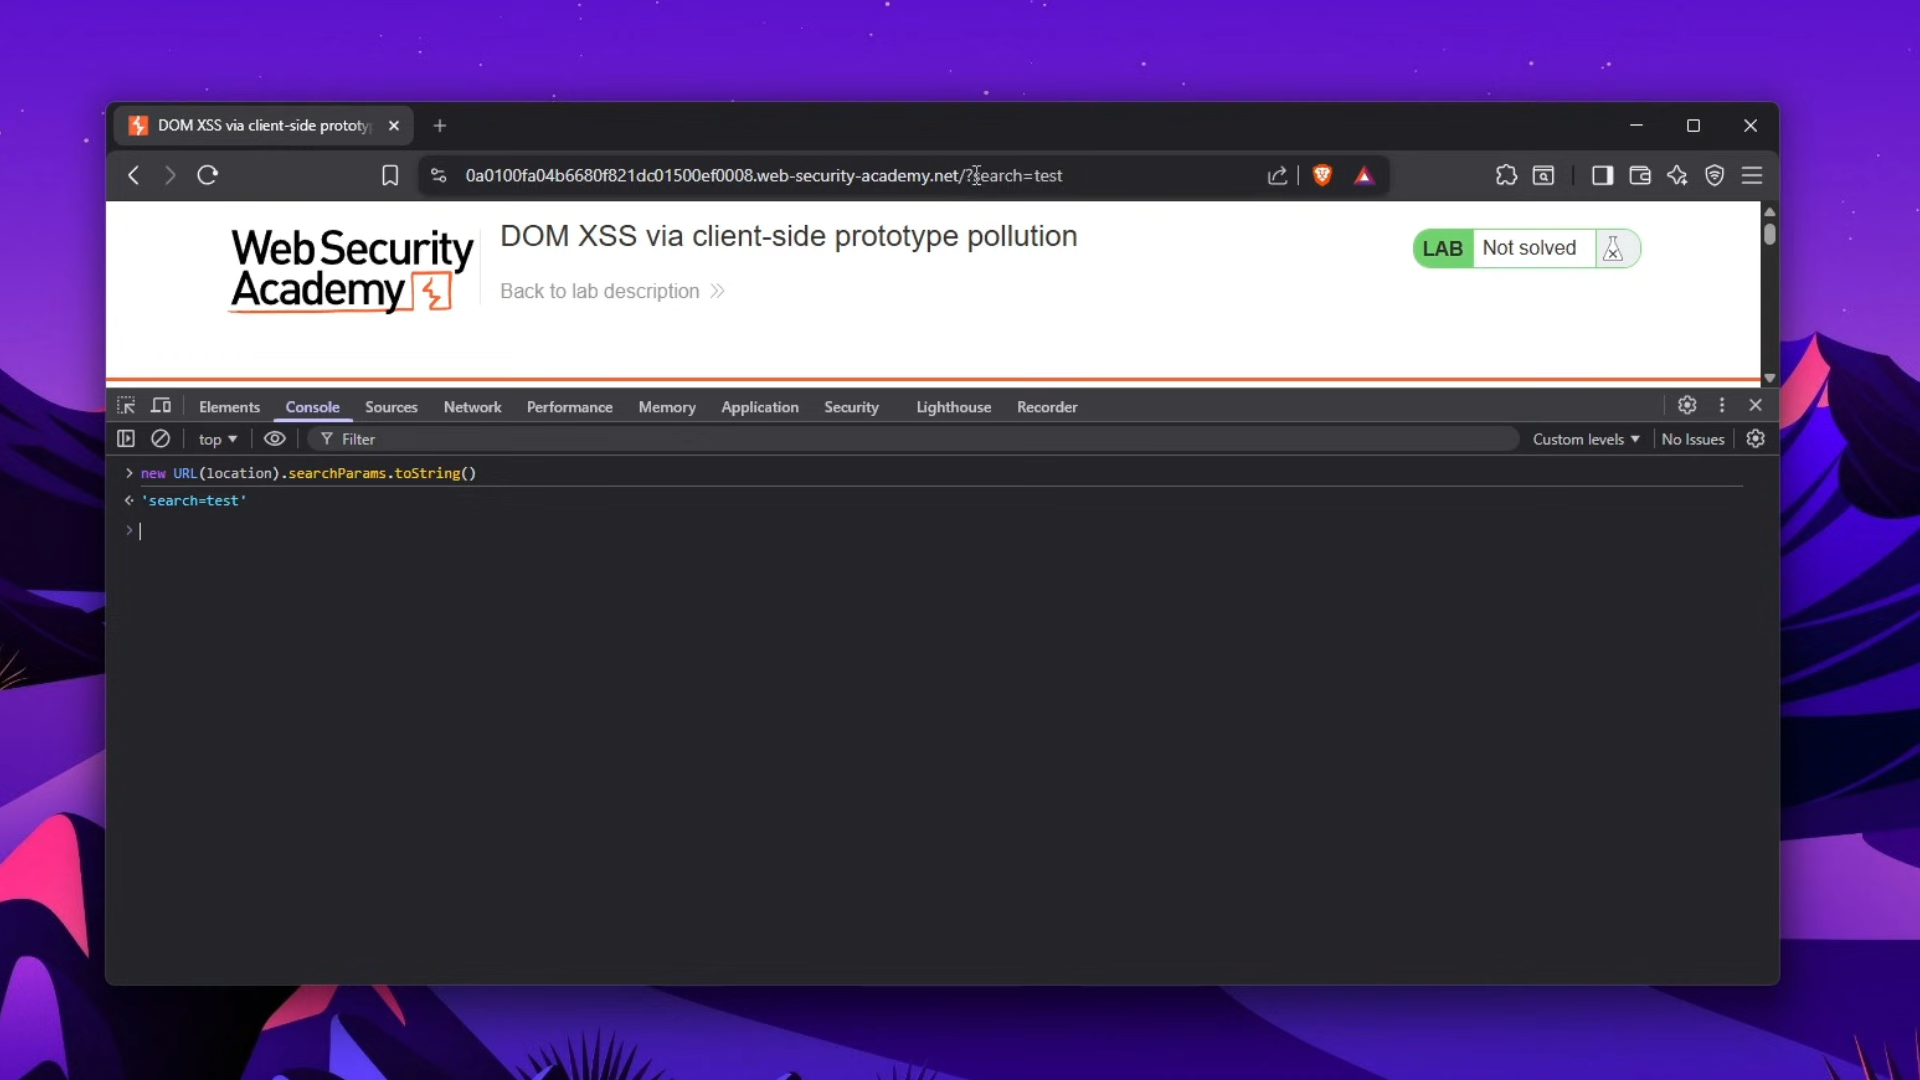 DOM XSS via client-side prototy
0a0100fa04b6680f821dc01500ef0008.web-security-academy.net/?search=test
Web Security
Academy
DOM XSS via client-side prototype pollution
Back to lab description
LAB Not solved
Elements Console Sources Network Performance Memory Application Security Lighthouse Recorder
top Filter Custom levels No Issues
> new URL(location).searchParams.toString()
'search=test'
>